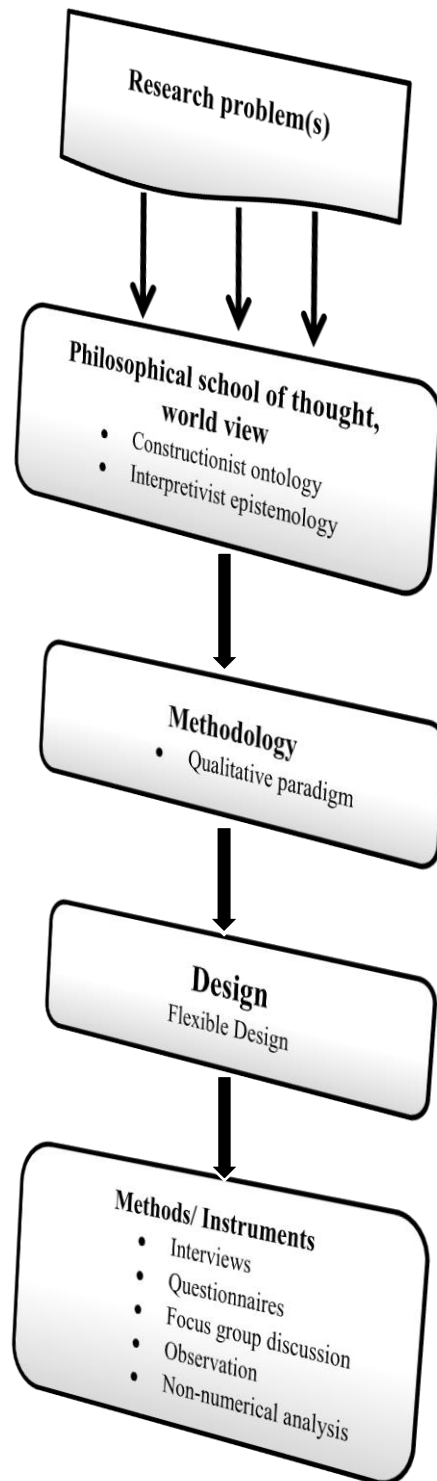 Research problem(s)
Philosophical school of thought,
world view
• Constructionist ontology
• Interpretivist epistemology
Methodology
• Qualitative paradigm
Design
Flexible Design
Methods/ Instruments
• Interviews
• Questionnaires
• Focus group discussion
• Observation
• Non-numerical analysis